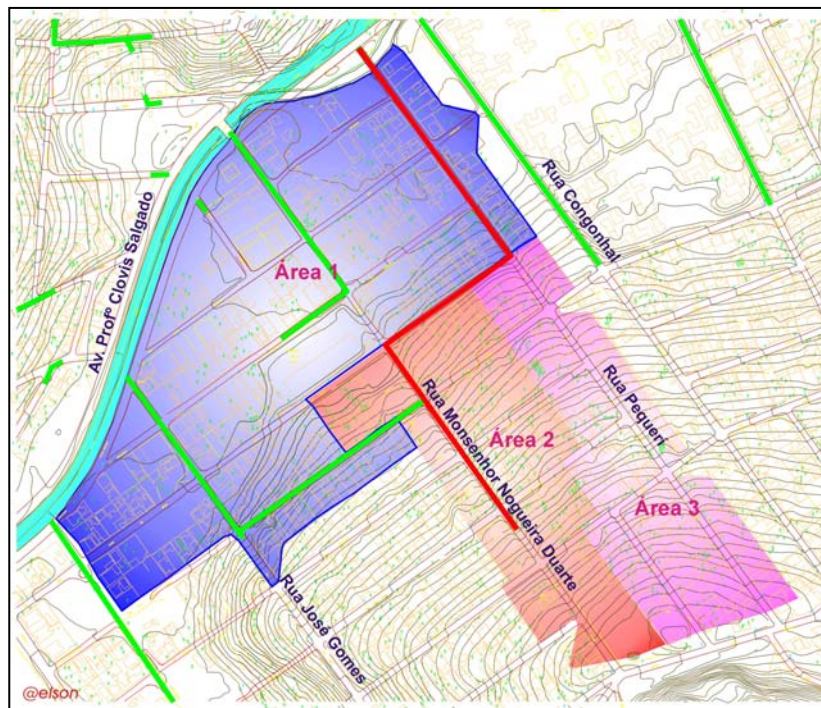 Av. Profº Clovis Salgado
Rua Congonhal
Área 1
Rua Pequeri
Rua Monsenhor Nogueira Duarte
Área 2
Área 3
Rua José Gomes
@elson